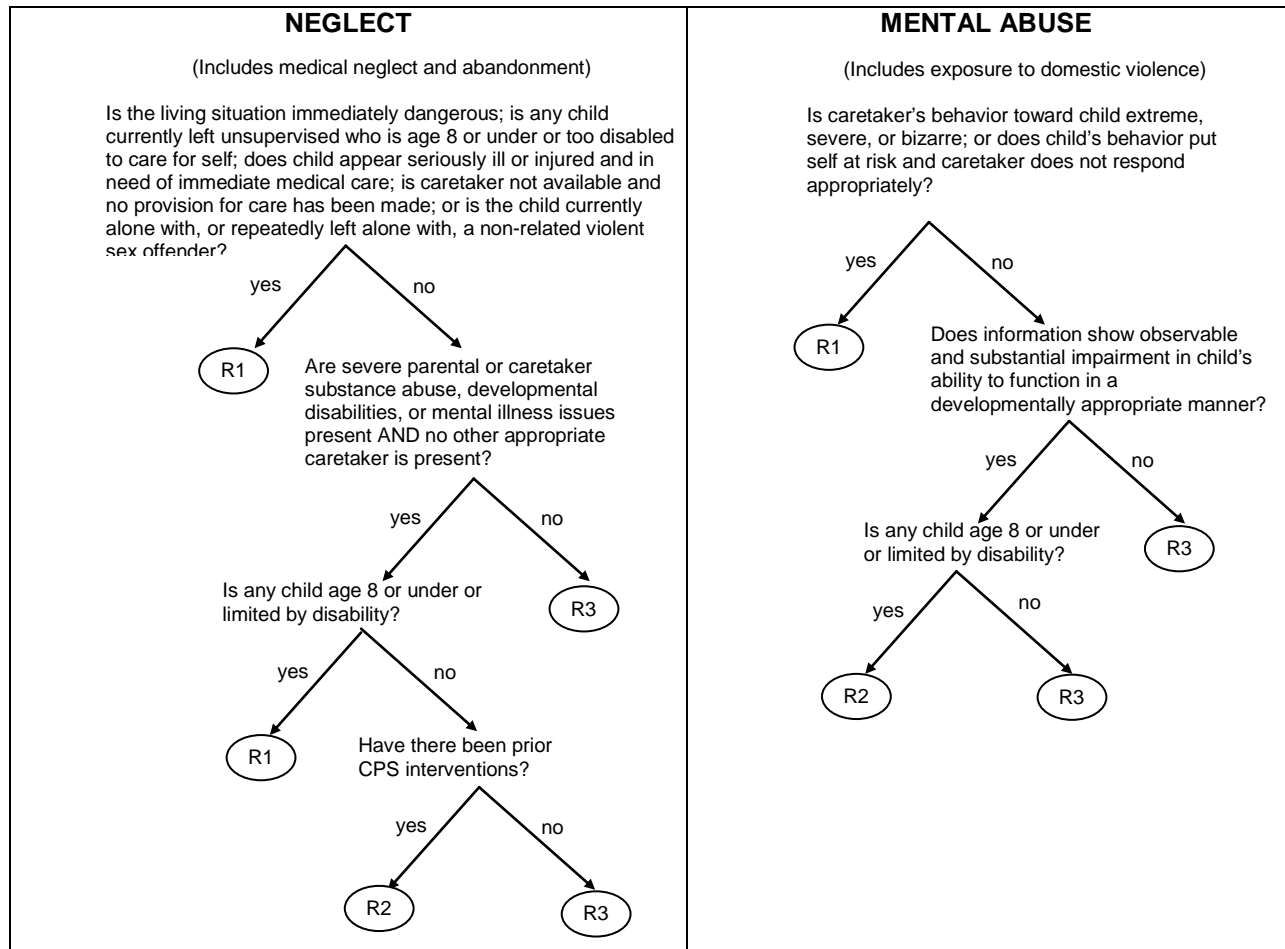 NEGLECT
(Includes medical neglect and abandonment)
Is the living situation immediately dangerous; is any child
currently left unsupervised who is age 8 or under or too disabled
to care for self; does child appear seriously ill or injured and in
need of immediate medical care; is caretaker not available and
no provision for care has been made; or is the child currently
alone with, or repeatedly left alone with, a non-related violent
sex offender?
yes
no
R1
Are severe parental or caretaker
substance abuse, developmental
disabilities, or mental illness issues
present AND no other appropriate
caretaker is present?
yes
no
Is any child age 8 or under or
limited by disability?
R3
yes
no
R1
Have there been prior
CPS interventions?
yes
no
R2
R3
MENTAL ABUSE
(Includes exposure to domestic violence)
Is caretaker's behavior toward child extreme,
severe, or bizarre; or does child's behavior put
self at risk and caretaker does not respond
appropriately?
yes
no
R1
Does information show observable
and substantial impairment in child's
ability to function in a
developmentally appropriate manner?
yes
no
Is any child age 8 or under
or limited by disability?
R3
yes
no
R2
R3